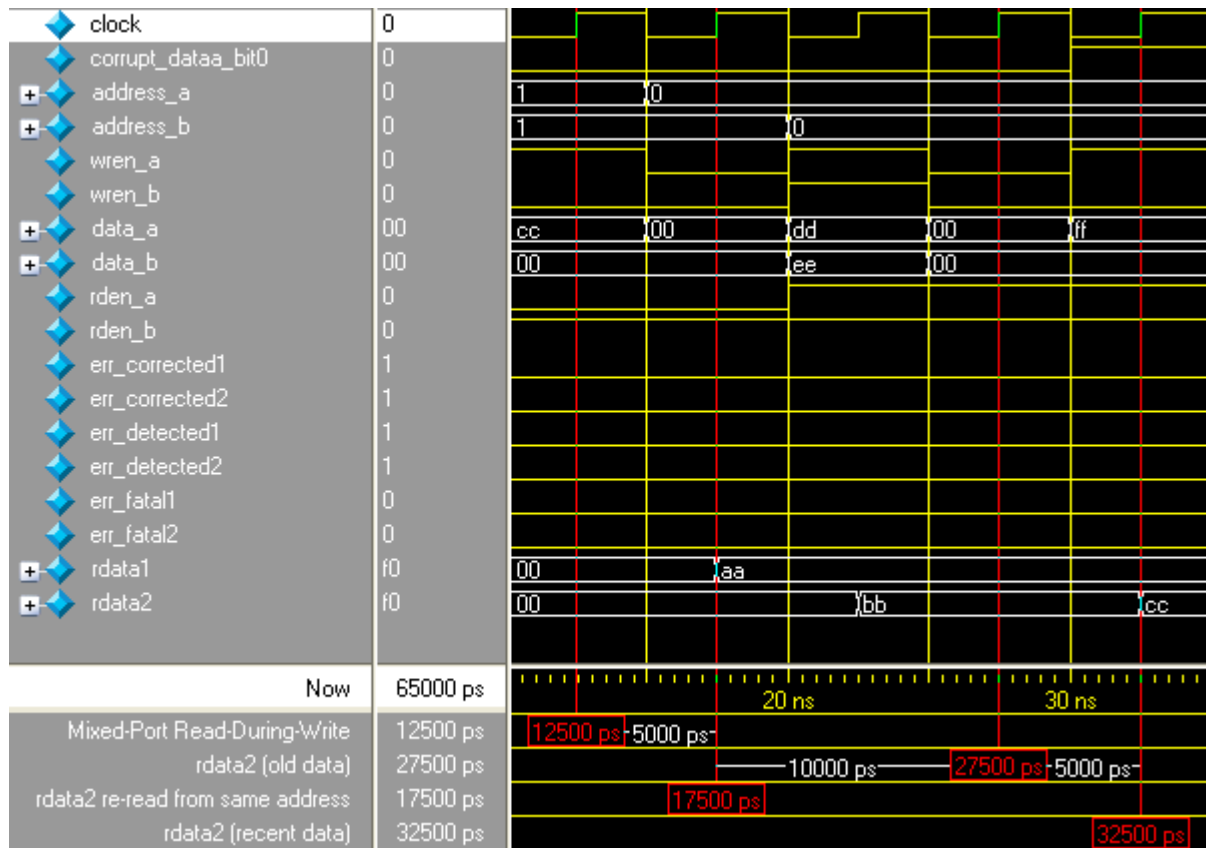 clock 0
corrupt_dataa_bit0 0
address_a 0 1 0
address_b 0 1 0
wren_a 0
wren_b 0
data_a 00 cc 00 dd 00 ff
data_b 00 00 ee 00
rden_a 0
rden_b 0
err_corrected1 1
err_corrected2 1
err_detected1 1
err_detected2 1
err_fatal1 0
err_fatal2 0
rdata1 f0 00 aa
rdata2 f0 00 bb cc
Now 65000 ps 20 ns 30 ns
Mixed-Port Read-During-Write 12500 ps 12500 ps 5000 ps
rdata2 (old data) 27500 ps 10000 ps 27500 ps 5000 ps
rdata2 re-read from same address 17500 ps 17500 ps
rdata2 (recent data) 32500 ps 32500 ps